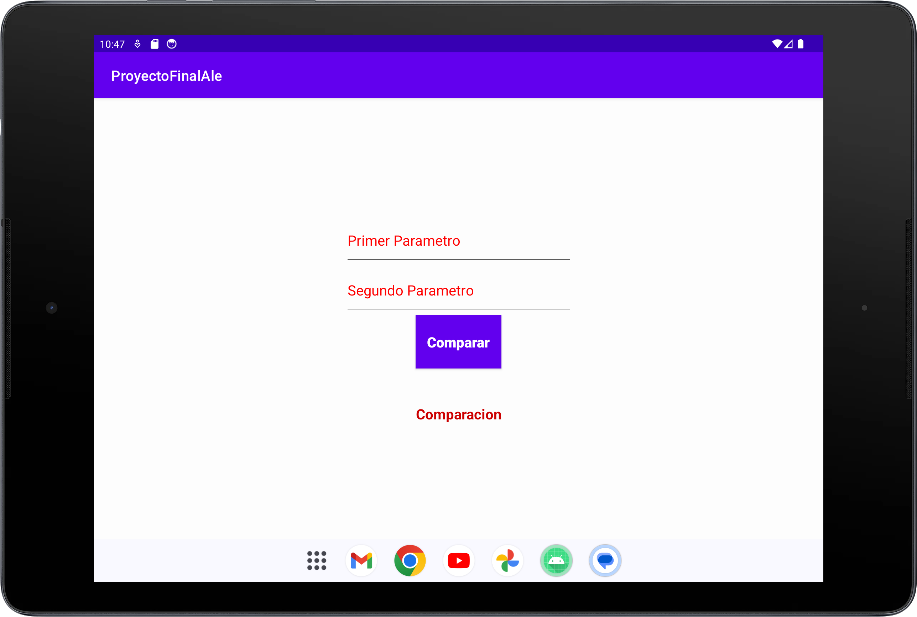 10:47
ProyectoFinalAle
Primer Parametro
Segundo Parametro
Comparar
Comparacion